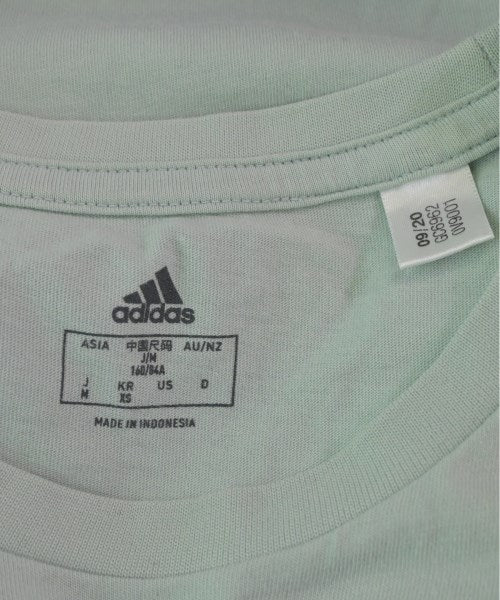 adidas
ASIA 中国尺码 AU/NZ
J/M
160/84A
J KR US D
M XS
MADE IN INDONESIA
09/20
GC6962
0V9001